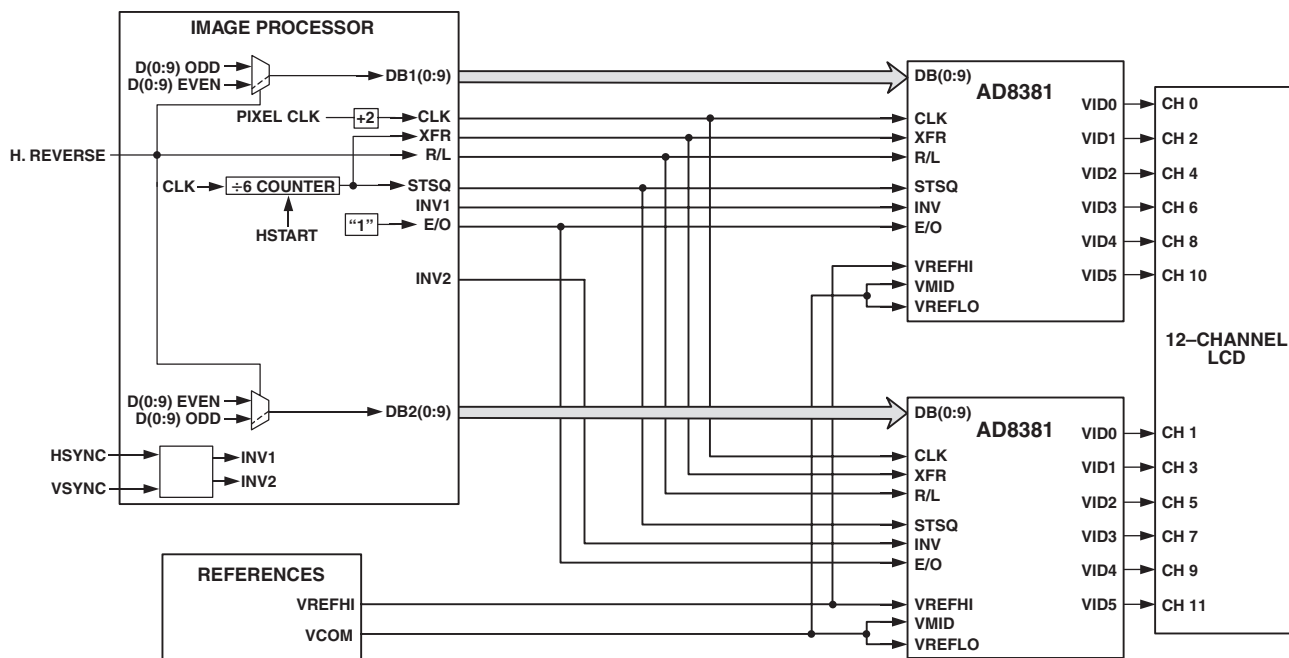 IMAGE PROCESSOR
D(0:9) ODD
D(0:9) EVEN
DB1(0:9)
PIXEL CLK
÷2
CLK
XFR
H. REVERSE
R/L
CLK
÷6 COUNTER
STSQ
INV1
"1"
E/O
HSTART
INV2
D(0:9) EVEN
D(0:9) ODD
DB2(0:9)
HSYNC
INV1
VSYNC
INV2
REFERENCES
VREFHI
VCOM
DB(0:9)
AD8381
CLK
XFR
R/L
STSQ
INV
E/O
VREFHI
VMID
VREFLO
VID0
VID1
VID2
VID3
VID4
VID5
DB(0:9)
AD8381
CLK
XFR
R/L
STSQ
INV
E/O
VREFHI
VMID
VREFLO
VID0
VID1
VID2
VID3
VID4
VID5
CH 0
CH 2
CH 4
CH 6
CH 8
CH 10
12–CHANNEL
LCD
CH 1
CH 3
CH 5
CH 7
CH 9
CH 11